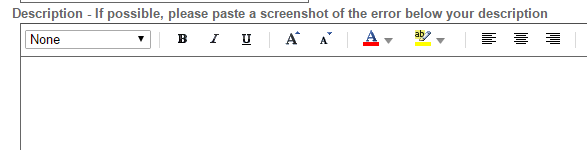 Description - If possible, please paste a screenshot of the error below your description
None B I U A A A ab